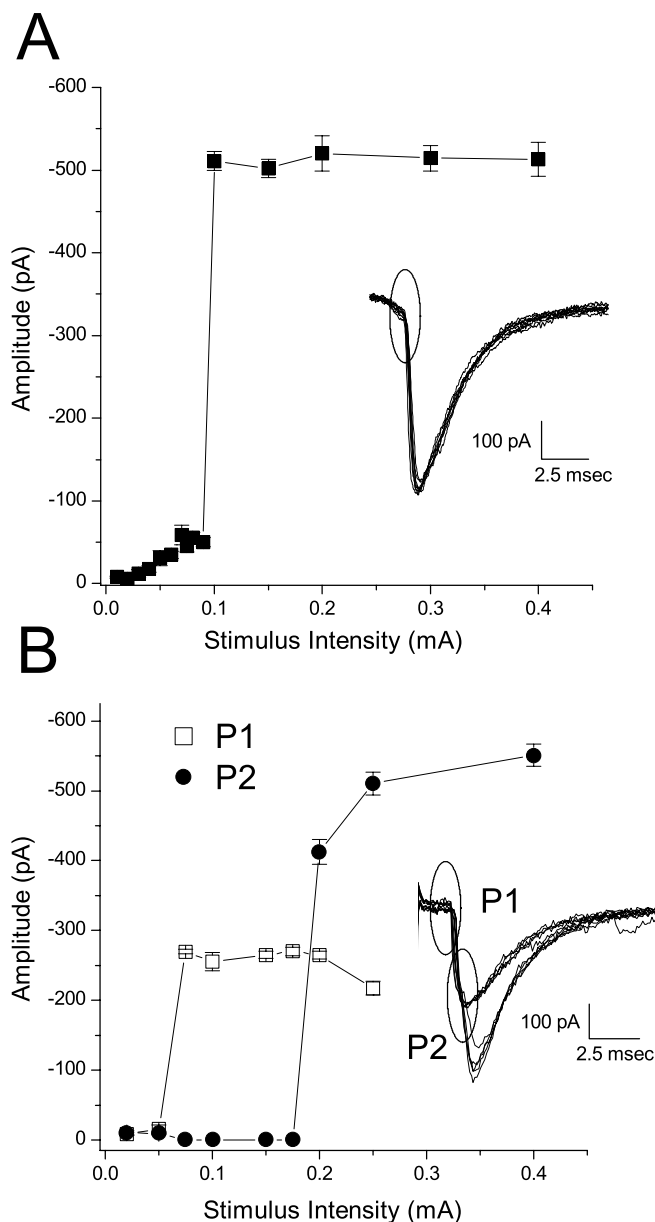 A
-600
-500
-400
-300
-200
-100
0
Amplitude (pA)
100 pA
2.5 msec
0.0 0.1 0.2 0.3 0.4
Stimulus Intensity (mA)
B
P1
P2
-600
-500
-400
-300
-200
-100
0
Amplitude (pA)
P1
P2
100 pA
2.5 msec
0.0 0.1 0.2 0.3 0.4
Stimulus Intensity (mA)